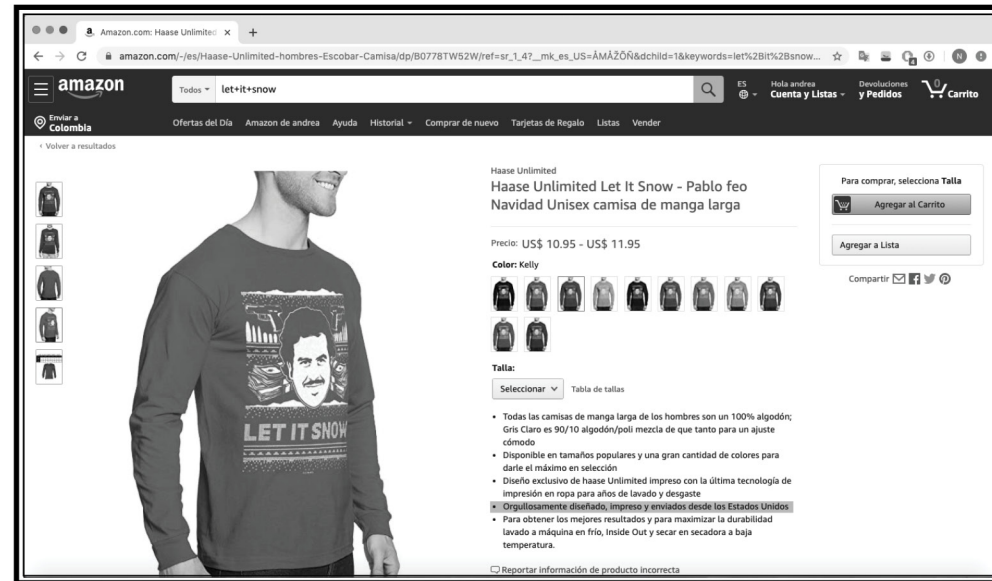 Amazon.com: Haase Unlimited
amazon.com/-/es/Haase-Unlimited-hombres-Escobar-Camisa/dp/B0778TW52W/ref=sr_1_4?__mk_es_US=ÅMÅŽÕÑ&dchild=1&keywords=let%2Bit%2Bsnow...
amazon
Todos
let+it+snow
ES
Hola andrea
Cuenta y Listas
Devoluciones
y Pedidos
0
Carrito
Enviar a
Colombia
Ofertas del Día Amazon de andrea Ayuda Historial Comprar de nuevo Tarjetas de Regalo Listas Vender
‹ Volver a resultados
LET IT SNOW
Haase Unlimited
Haase Unlimited Let It Snow - Pablo feo
Navidad Unisex camisa de manga larga
Precio: US$ 10.95 - US$ 11.95
Color: Kelly
Talla:
Seleccionar Tabla de tallas
• Todas las camisas de manga larga de los hombres son un 100% algodón;
Gris Claro es 90/10 algodón/poli mezcla de que tanto para un ajuste
cómodo
• Disponible en tamaños populares y una gran cantidad de colores para
darle el máximo en selección
• Diseño exclusivo de haase Unlimited impreso con la última tecnología de
impresión en ropa para años de lavado y desgaste
• Orgullosamente diseñado, impreso y enviados desde los Estados Unidos
• Para obtener los mejores resultados y para maximizar la durabilidad
lavado a máquina en frío, Inside Out y secar en secadora a baja
temperatura.
Reportar información de producto incorrecta
Para comprar, selecciona Talla
Agregar al Carrito
Agregar a Lista
Compartir